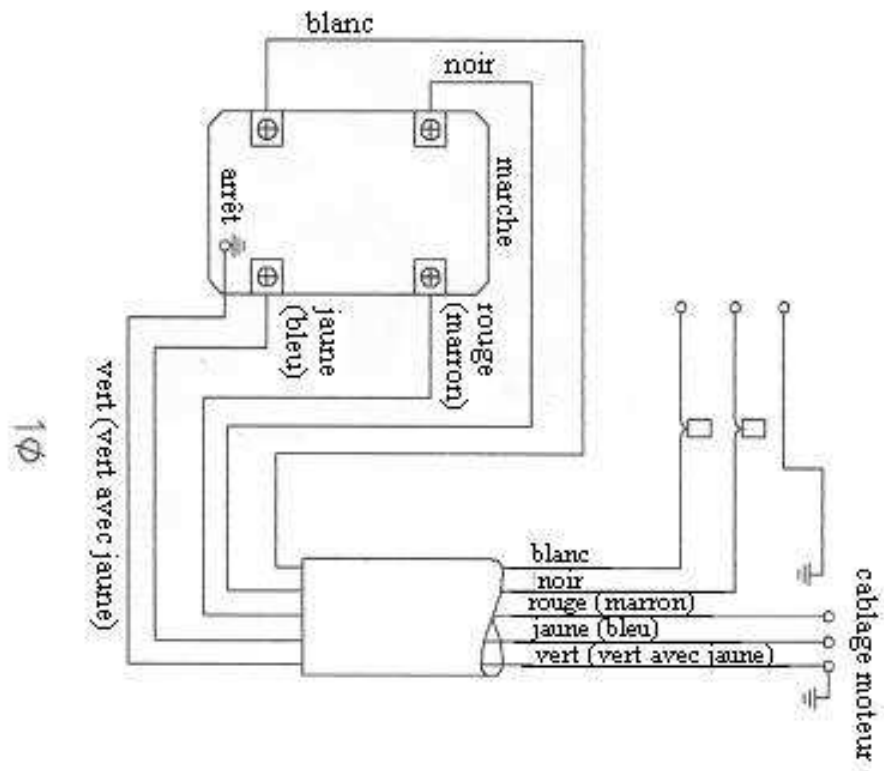 blanc
noir
marche
arrêt
rouge
(marron)
jaune
(bleu)
vert (vert avec jaune)
1Ø
blanc
noir
rouge (marron)
jaune (bleu)
vert (vert avec jaune)
cablage moteur